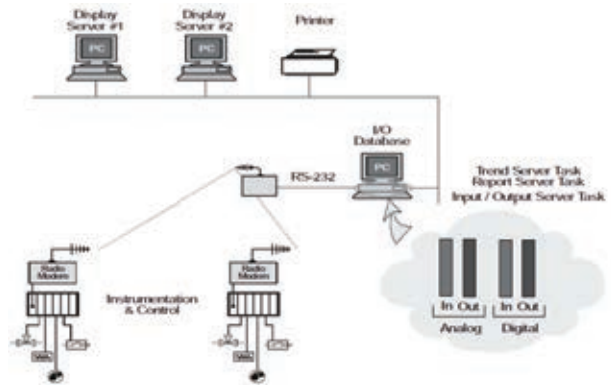 Display
Server #1
Display
Server #2
Printer
PC
PC
I/O
Database
PC
RS-232
Trend Server Task
Report Server Task
Input / Output Server Task
Radio
Modem
Radio
Modem
Instrumentation
& Control
In Out
In Out
Analog
Digital